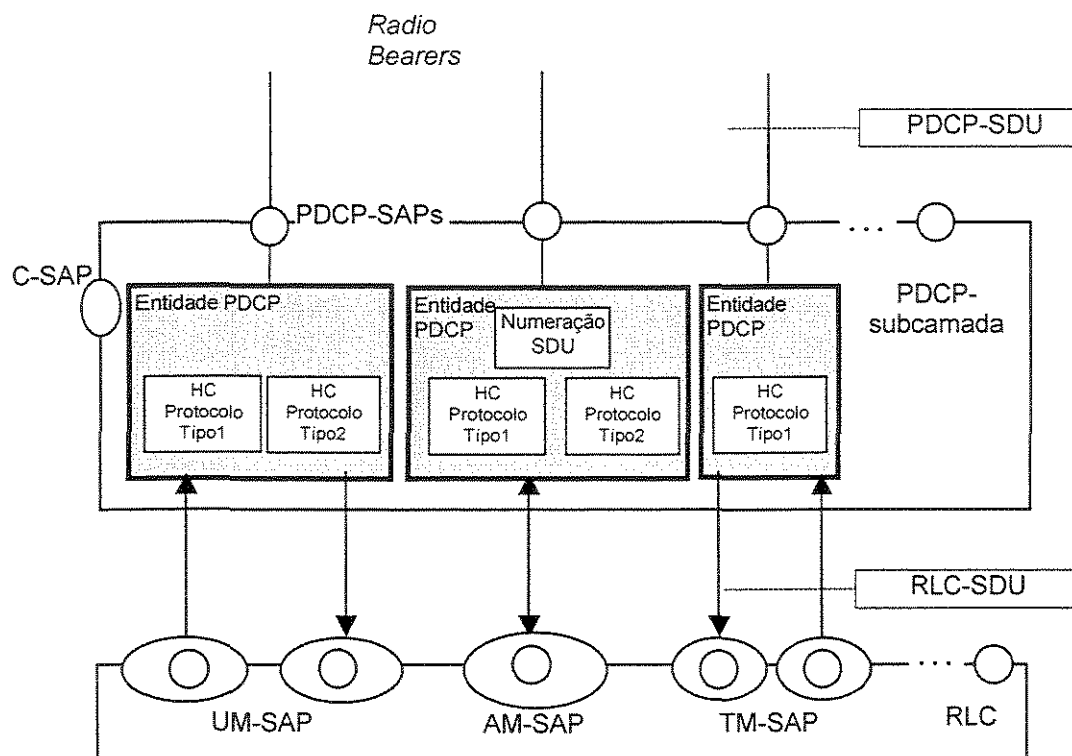 Radio
Bearers
PDCP-SDU
PDCP-SAPs
...
C-SAP
Entidade PDCP
HC
Protocolo
Tipo1
HC
Protocolo
Tipo2
Entidade
PDCP
Numeração
SDU
HC
Protocolo
Tipo1
HC
Protocolo
Tipo2
Entidade
PDCP
HC
Protocolo
Tipo1
PDCP-
subcamada
RLC-SDU
...
UM-SAP
AM-SAP
TM-SAP
RLC